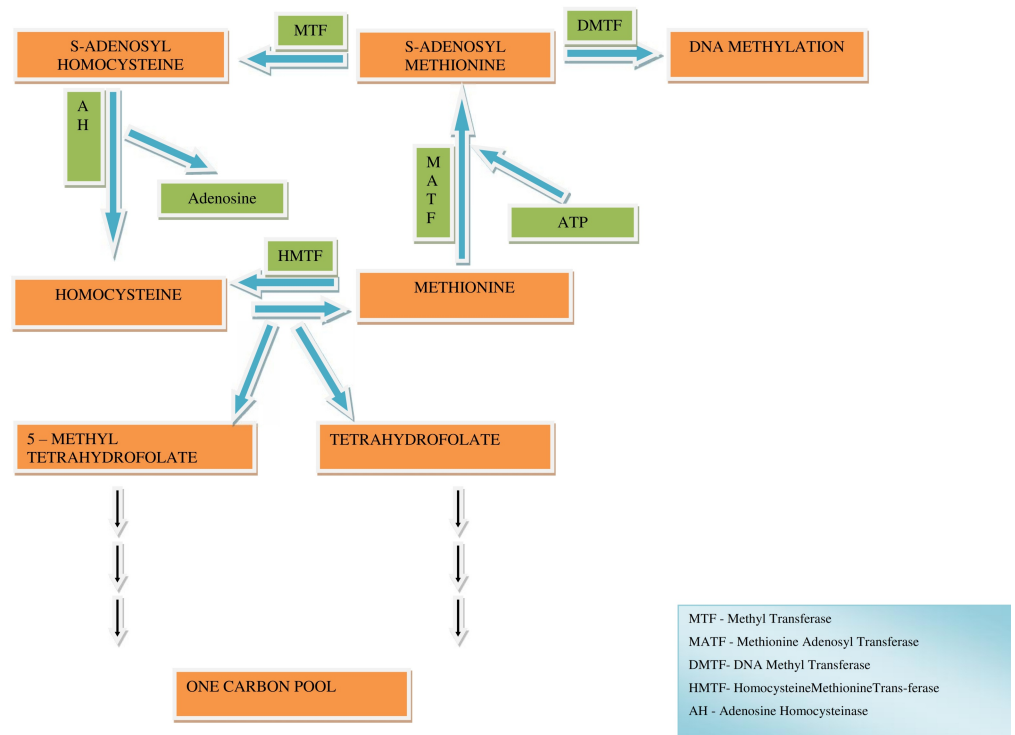 MTF
DMTF
S-ADENOSYL
HOMOCYSTEINE
S-ADENOSYL
METHIONINE
DNA METHYLATION
A
H
M
A
T
F
Adenosine
ATP
HMTF
HOMOCYSTEINE
METHIONINE
5 – METHYL
TETRAHYDROFOLATE
TETRAHYDROFOLATE
ONE CARBON POOL
MTF - Methyl Transferase
MATF - Methionine Adenosyl Transferase
DMTF- DNA Methyl Transferase
HMTF- HomocysteineMethionineTrans-ferase
AH - Adenosine Homocysteinase